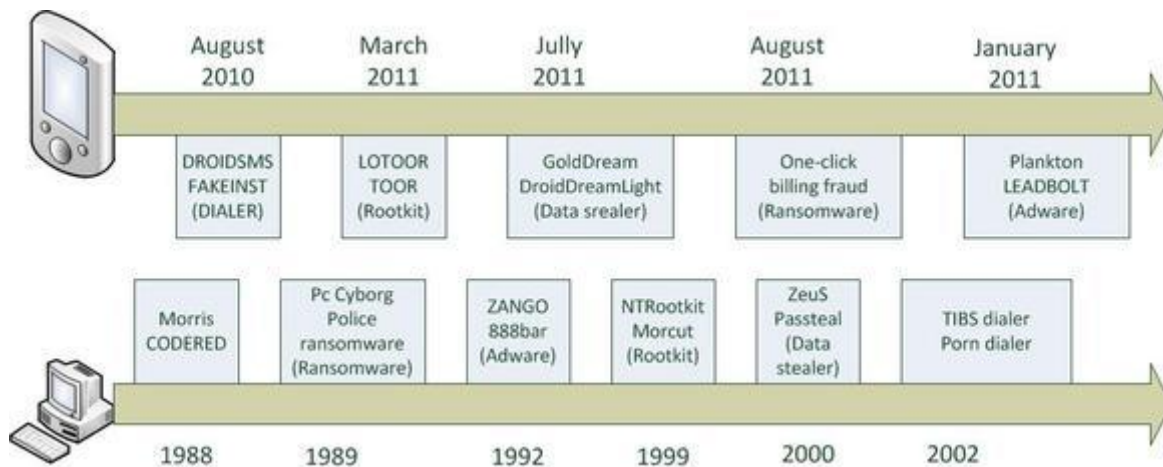 August
2010
March
2011
Jully
2011
August
2011
January
2011
DROIDSMS
FAKEINST
(DIALER)
LOTOOR
TOOR
(Rootkit)
GoldDream
DroidDreamLight
(Data srealer)
One-click
billing fraud
(Ransomware)
Plankton
LEADBOLT
(Adware)
Morris
CODERED
Pc Cyborg
Police
ransomware
(Ransomware)
ZANGO
888bar
(Adware)
NTRootkit
Morcut
(Rootkit)
ZeuS
Passteal
(Data
stealer)
TIBS dialer
Porn dialer
1988
1989
1992
1999
2000
2002